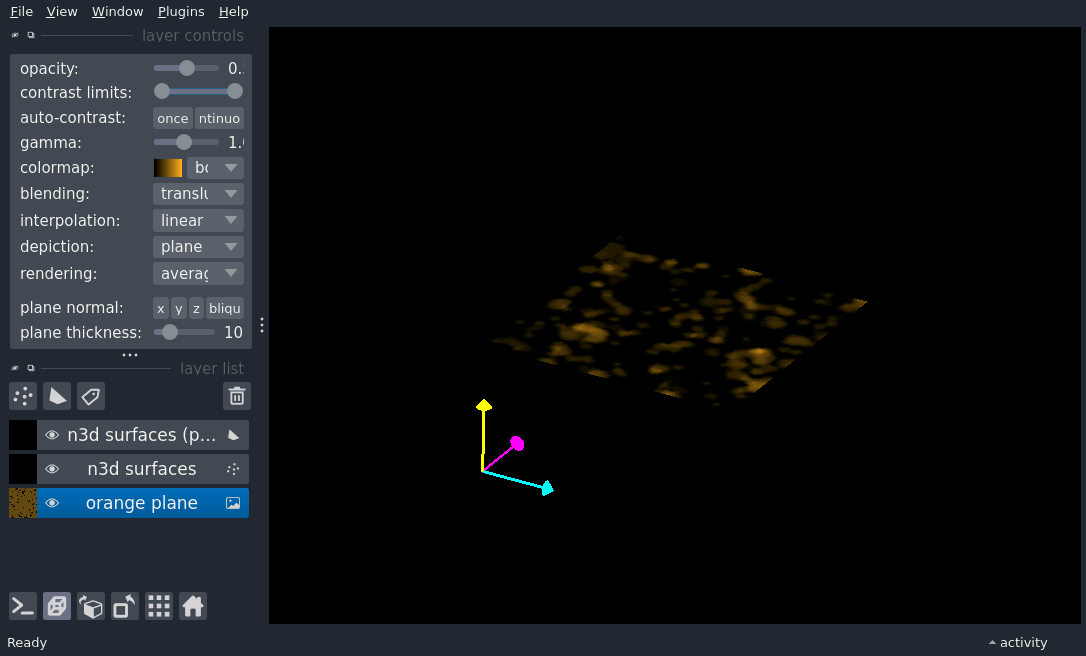 File View Window Plugins Help
layer controls
opacity: 0.
contrast limits:
auto-contrast: once ntinuo
gamma: 1.
colormap: bo
blending: translu
interpolation: linear
depiction: plane
rendering: averag
plane normal: x y z bliqu
plane thickness: 10
layer list
n3d surfaces (p...
n3d surfaces
orange plane
Ready
activity